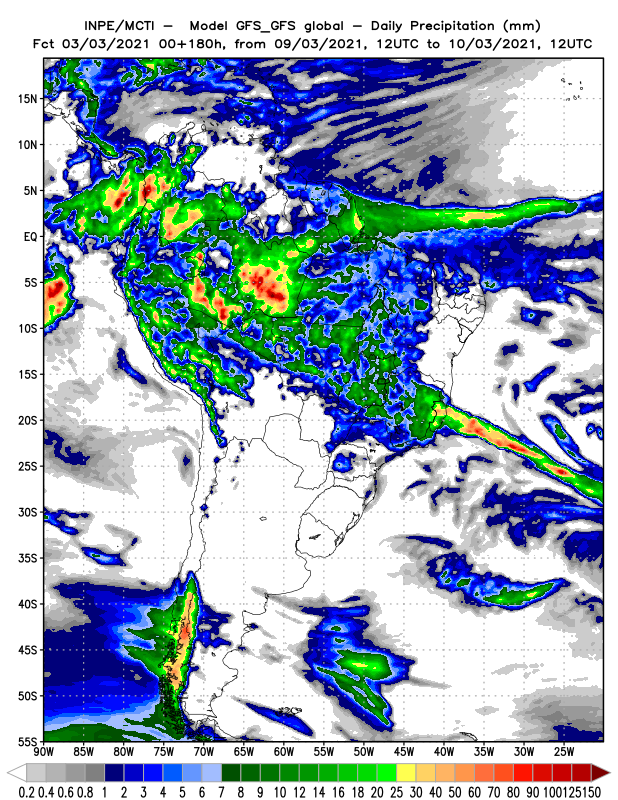 INPE/MCTI – Model GFS_GFS global – Daily Precipitation (mm)
Fct 03/03/2021 00+180h, from 09/03/2021, 12UTC to 10/03/2021, 12UTC
15N
10N
5N
EQ
5S
10S
15S
20S
25S
30S
35S
40S
45S
50S
55S
90W 85W 80W 75W 70W 65W 60W 55W 50W 45W 40W 35W 30W 25W
0.2 0.4 0.6 0.8 1 2 3 4 5 6 7 8 9 10 12 14 16 18 20 25 30 40 50 60 70 80 90 100 125 150